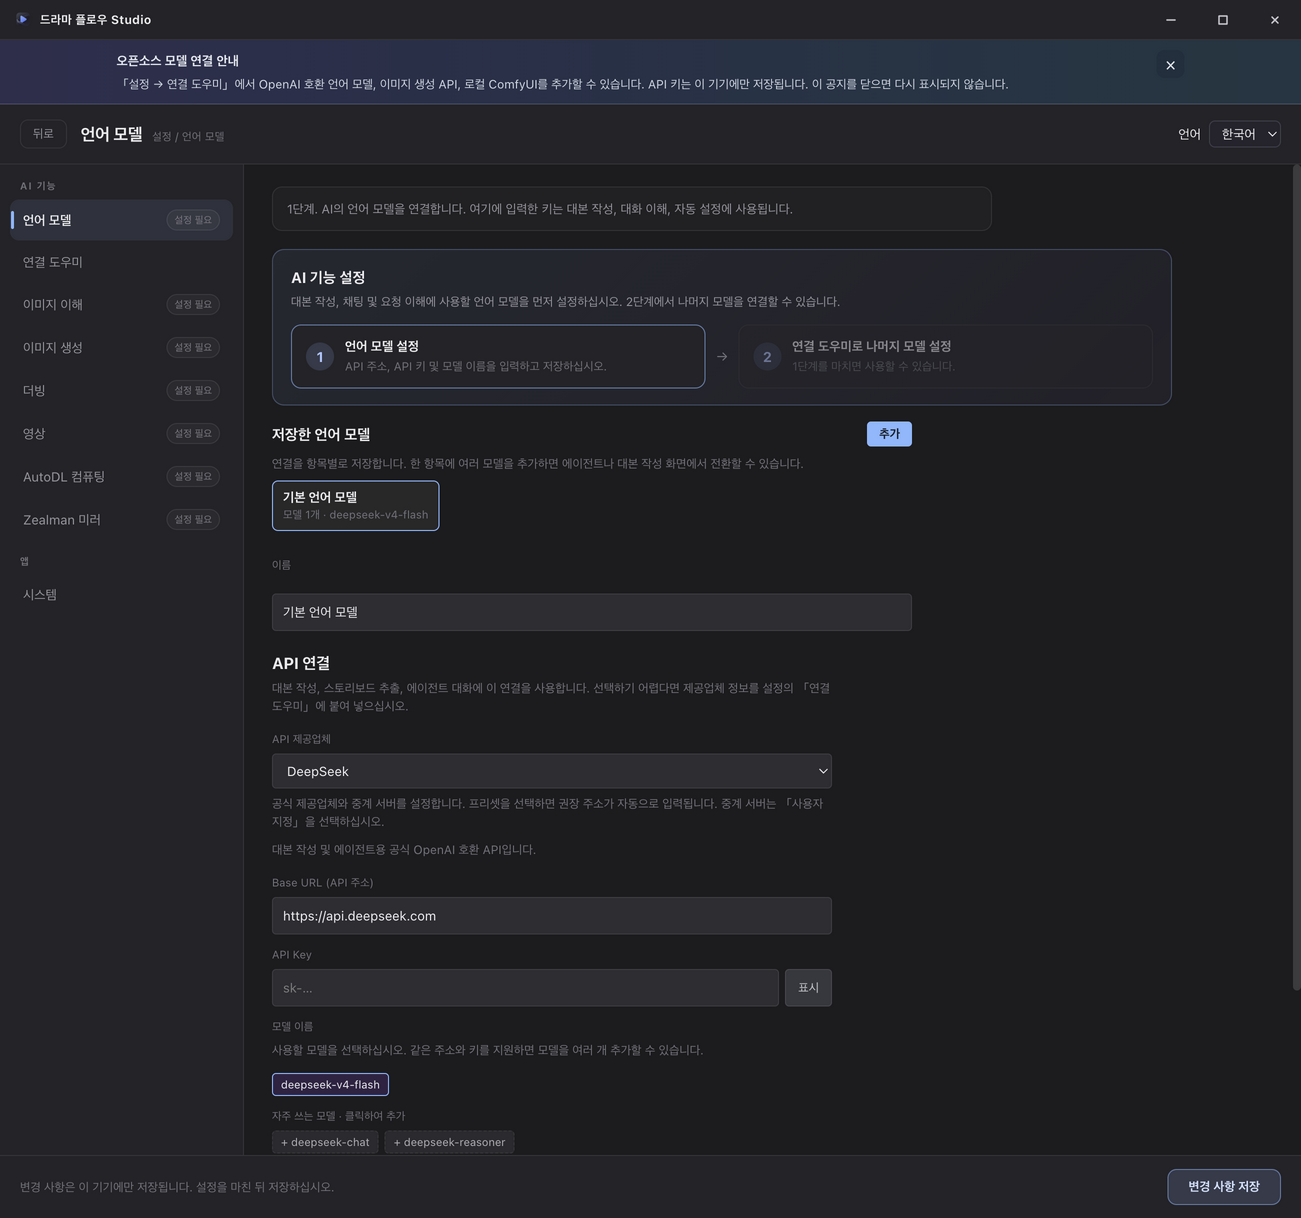 드라마 플로우 Studio
오픈소스 모델 연결 안내
「설정 → 연결 도우미」에서 OpenAI 호환 언어 모델, 이미지 생성 API, 로컬 ComfyUI를 추가할 수 있습니다. API 키는 이 기기에만 저장됩니다. 이 공지를 닫으면 다시 표시되지 않습니다.
뒤로
언어 모델
설정 / 언어 모델
언어
한국어
AI 기능
언어 모델
설정 필요
연결 도우미
이미지 이해
설정 필요
이미지 생성
설정 필요
더빙
설정 필요
영상
설정 필요
AutoDL 컴퓨팅
설정 필요
Zealman 미러
설정 필요
앱
시스템
1단계. AI의 언어 모델을 연결합니다. 여기에 입력한 키는 대본 작성, 대화 이해, 자동 설정에 사용됩니다.
AI 기능 설정
대본 작성, 채팅 및 요청 이해에 사용할 언어 모델을 먼저 설정하십시오. 2단계에서 나머지 모델을 연결할 수 있습니다.
1
언어 모델 설정
API 주소, API 키 및 모델 이름을 입력하고 저장하십시오.
→
2
연결 도우미로 나머지 모델 설정
1단계를 마치면 사용할 수 있습니다.
저장한 언어 모델
추가
연결을 항목별로 저장합니다. 한 항목에 여러 모델을 추가하면 에이전트나 대본 작성 화면에서 전환할 수 있습니다.
기본 언어 모델
모델 1개 · deepseek-v4-flash
이름
기본 언어 모델
API 연결
대본 작성, 스토리보드 추출, 에이전트 대화에 이 연결을 사용합니다. 선택하기 어렵다면 제공업체 정보를 설정의 「연결
도우미」에 붙여 넣으십시오.
API 제공업체
DeepSeek
공식 제공업체와 중계 서버를 설정합니다. 프리셋을 선택하면 권장 주소가 자동으로 입력됩니다. 중계 서버는 「사용자
지정」을 선택하십시오.
대본 작성 및 에이전트용 공식 OpenAI 호환 API입니다.
Base URL (API 주소)
https://api.deepseek.com
API Key
sk-...
표시
모델 이름
사용할 모델을 선택하십시오. 같은 주소와 키를 지원하면 모델을 여러 개 추가할 수 있습니다.
deepseek-v4-flash
자주 쓰는 모델 · 클릭하여 추가
+ deepseek-chat
+ deepseek-reasoner
변경 사항은 이 기기에만 저장됩니다. 설정을 마친 뒤 저장하십시오.
변경 사항 저장